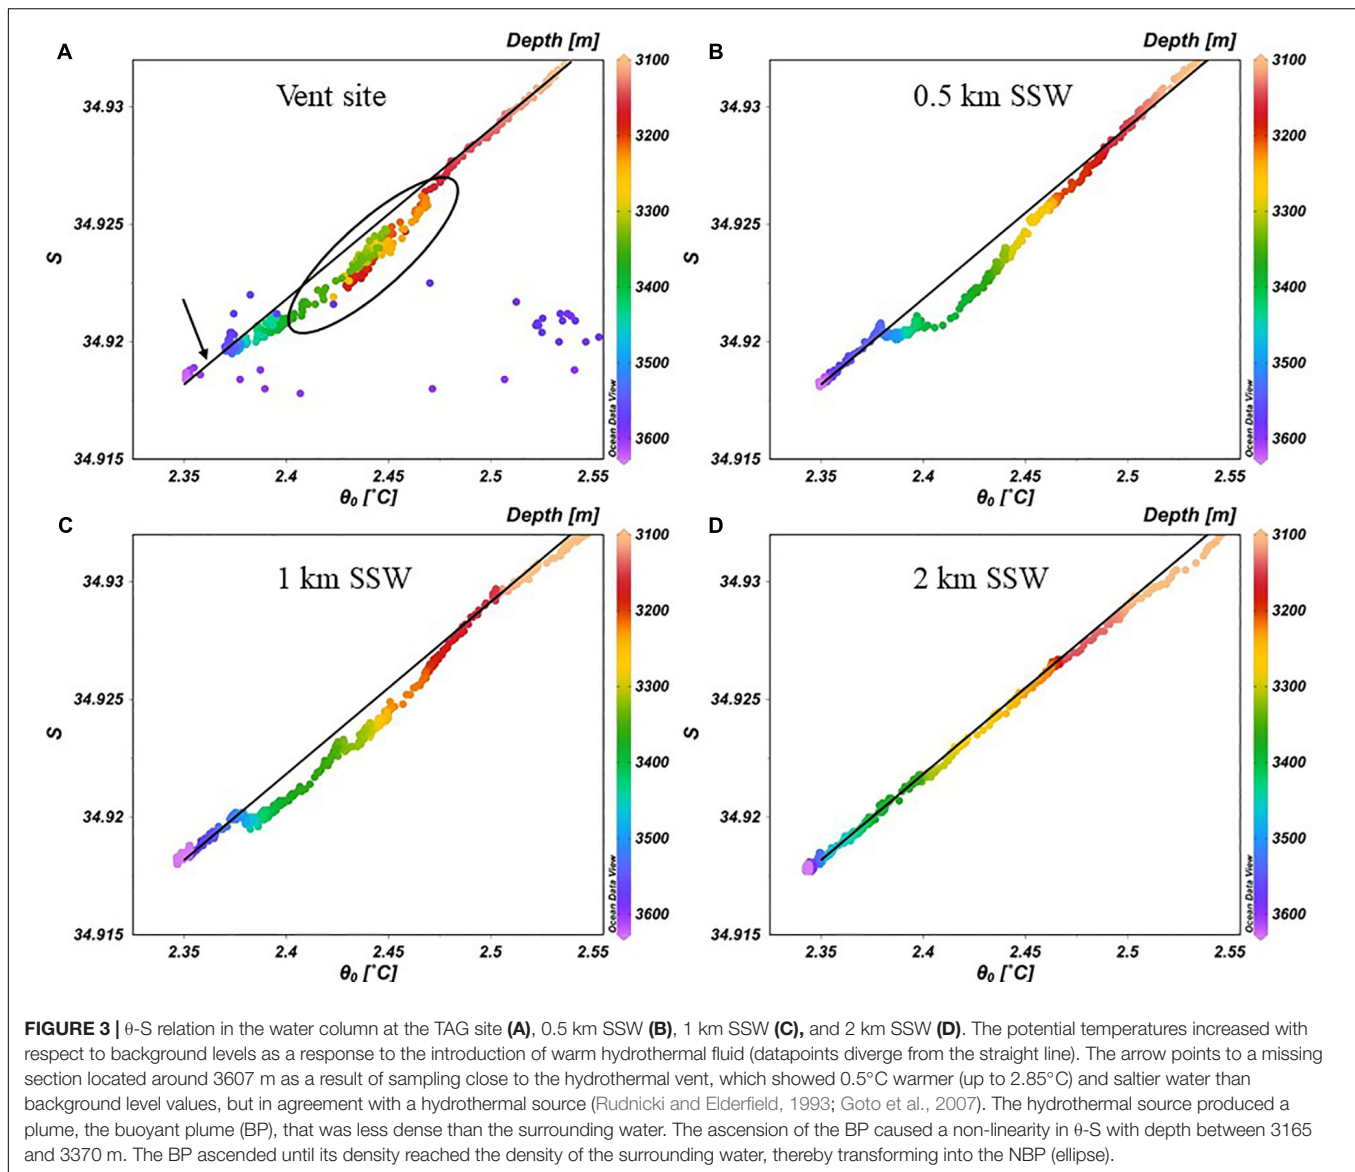 A
Depth [m]
Vent site
S
34.93
34.925
34.92
34.915
2.35 2.4 2.45 2.5 2.55
θ0 [°C]
3100
3200
3300
3400
3500
3600
Ocean Data View
B
Depth [m]
0.5 km SSW
S
34.93
34.925
34.92
34.915
2.35 2.4 2.45 2.5 2.55
θ0 [°C]
3100
3200
3300
3400
3500
3600
Ocean Data View
C
Depth [m]
1 km SSW
S
34.93
34.925
34.92
34.915
2.35 2.4 2.45 2.5 2.55
θ0 [°C]
3100
3200
3300
3400
3500
3600
Ocean Data View
D
Depth [m]
2 km SSW
S
34.93
34.925
34.92
34.915
2.35 2.4 2.45 2.5 2.55
θ0 [°C]
3100
3200
3300
3400
3500
3600
Ocean Data View
FIGURE 3 | θ-S relation in the water column at the TAG site (A), 0.5 km SSW (B), 1 km SSW (C), and 2 km SSW (D). The potential temperatures increased with
respect to background levels as a response to the introduction of warm hydrothermal fluid (datapoints diverge from the straight line). The arrow points to a missing
section located around 3607 m as a result of sampling close to the hydrothermal vent, which showed 0.5°C warmer (up to 2.85°C) and saltier water than
background level values, but in agreement with a hydrothermal source (Rudnicki and Elderfield, 1993; Goto et al., 2007). The hydrothermal source produced a
plume, the buoyant plume (BP), that was less dense than the surrounding water. The ascension of the BP caused a non-linearity in θ-S with depth between 3165
and 3370 m. The BP ascended until its density reached the density of the surrounding water, thereby transforming into the NBP (ellipse).